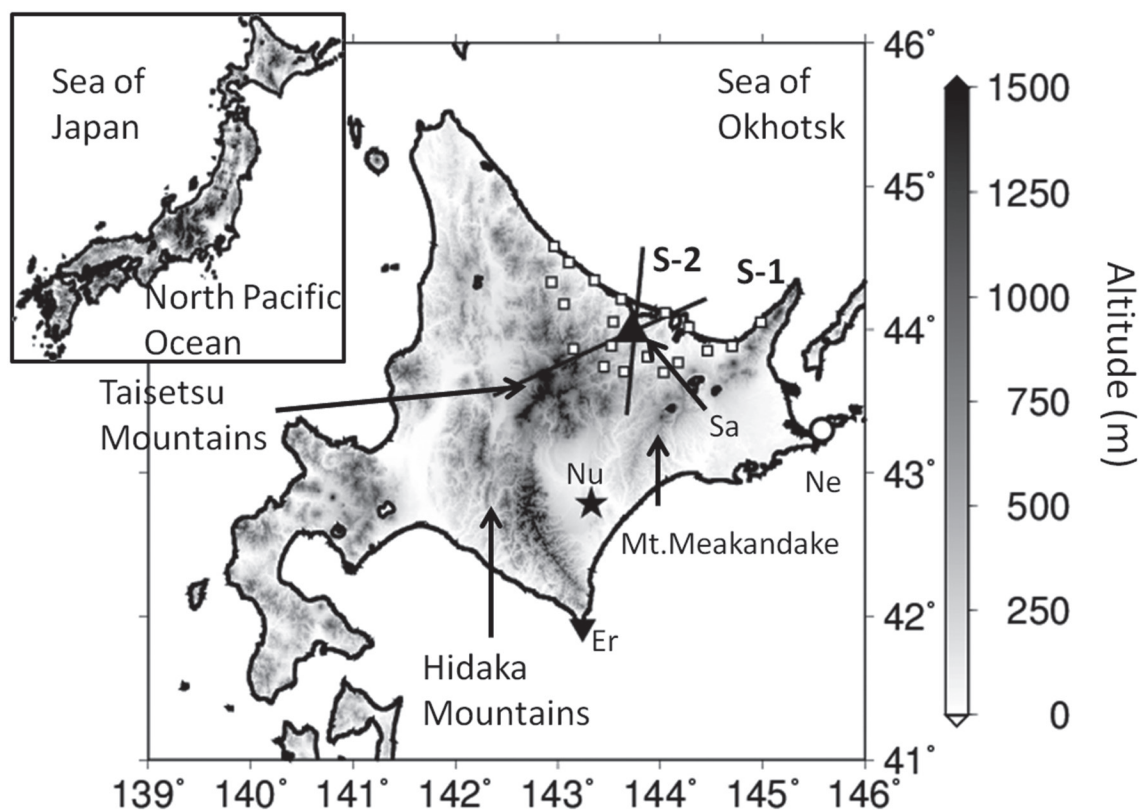 Sea of
Japan
North Pacific
Ocean
Sea of
Okhotsk
46°
45°
44°
43°
42°
41°
S-2
S-1
Taisetsu
Mountains
Sa
Ne
Nu
Mt.Meakandake
Er
Hidaka
Mountains
139°
140°
141°
142°
143°
144°
145°
146°
1500
1250
1000
750
500
250
0
Altitude (m)